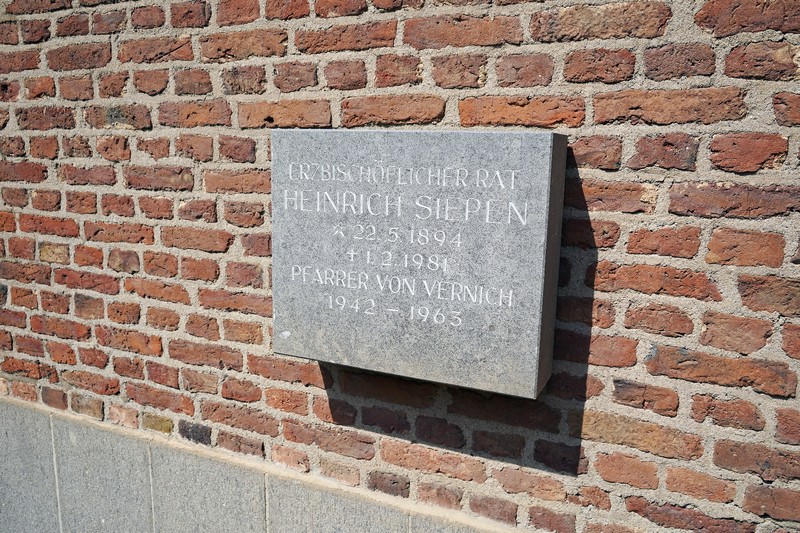 ERZBISCHÖFLICHER RAT
HEINRICH SIEPEN
* 22.5.1894
+ 1.2.1981
PFARRER VON VERNICH
1942 – 1963